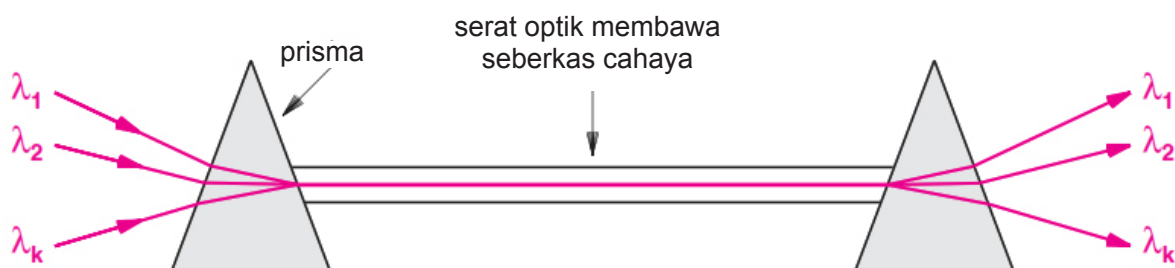 serat optik membawa
seberkas cahaya
prisma
λ1
λ2
λk
λ1
λ2
λk